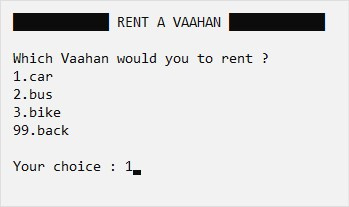 RENT A VAAHAN
Which Vaahan would you to rent ?
1.car
2.bus
3.bike
99.back
Your choice : 1